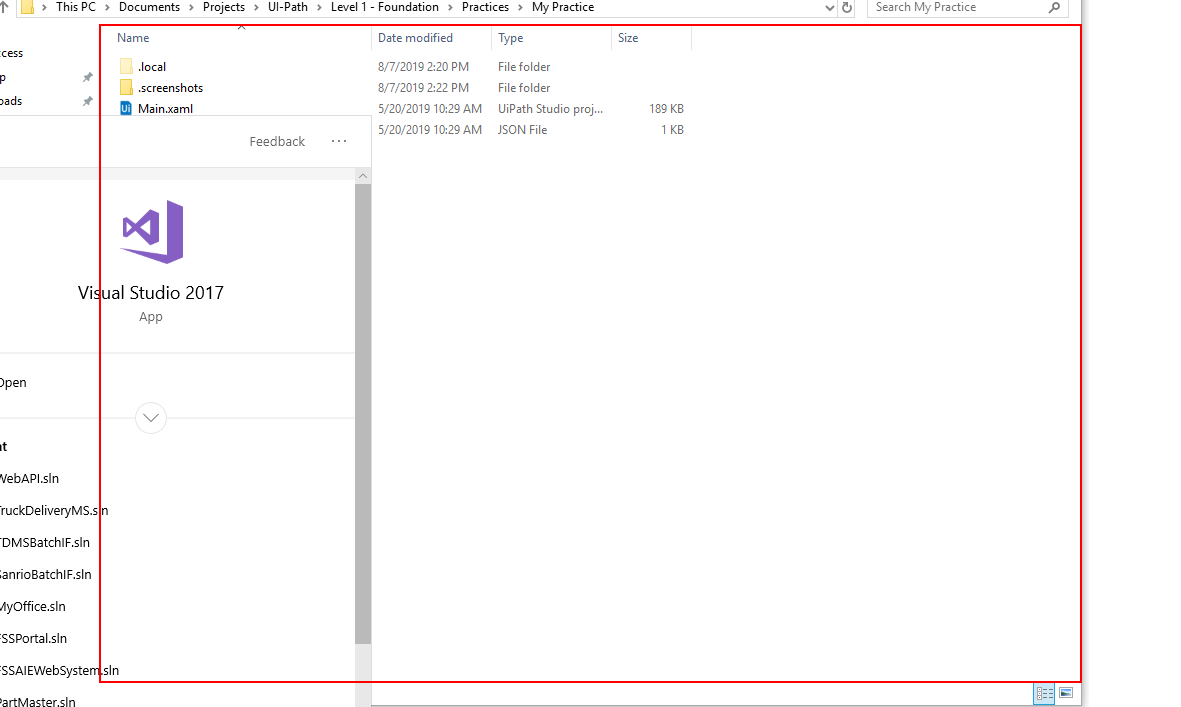 This PC > Documents > Projects > UI-Path > Level 1 - Foundation > Practices > My Practice
Search My Practice
Name Date modified Type Size
.local 8/7/2019 2:20 PM File folder
.screenshots 8/7/2019 2:22 PM File folder
Main.xaml 5/20/2019 10:29 AM UiPath Studio proj... 189 KB
5/20/2019 10:29 AM JSON File 1 KB
cess
p
oads
Feedback ...
Visual Studio 2017
App
Open
nt
WebAPI.sln
TruckDeliveryMS.sln
TDMSBatchIF.sln
SanrioBatchIF.sln
MyOffice.sln
FSSPortal.sln
FSSAIEWebSystem.sln
PartMaster.sln